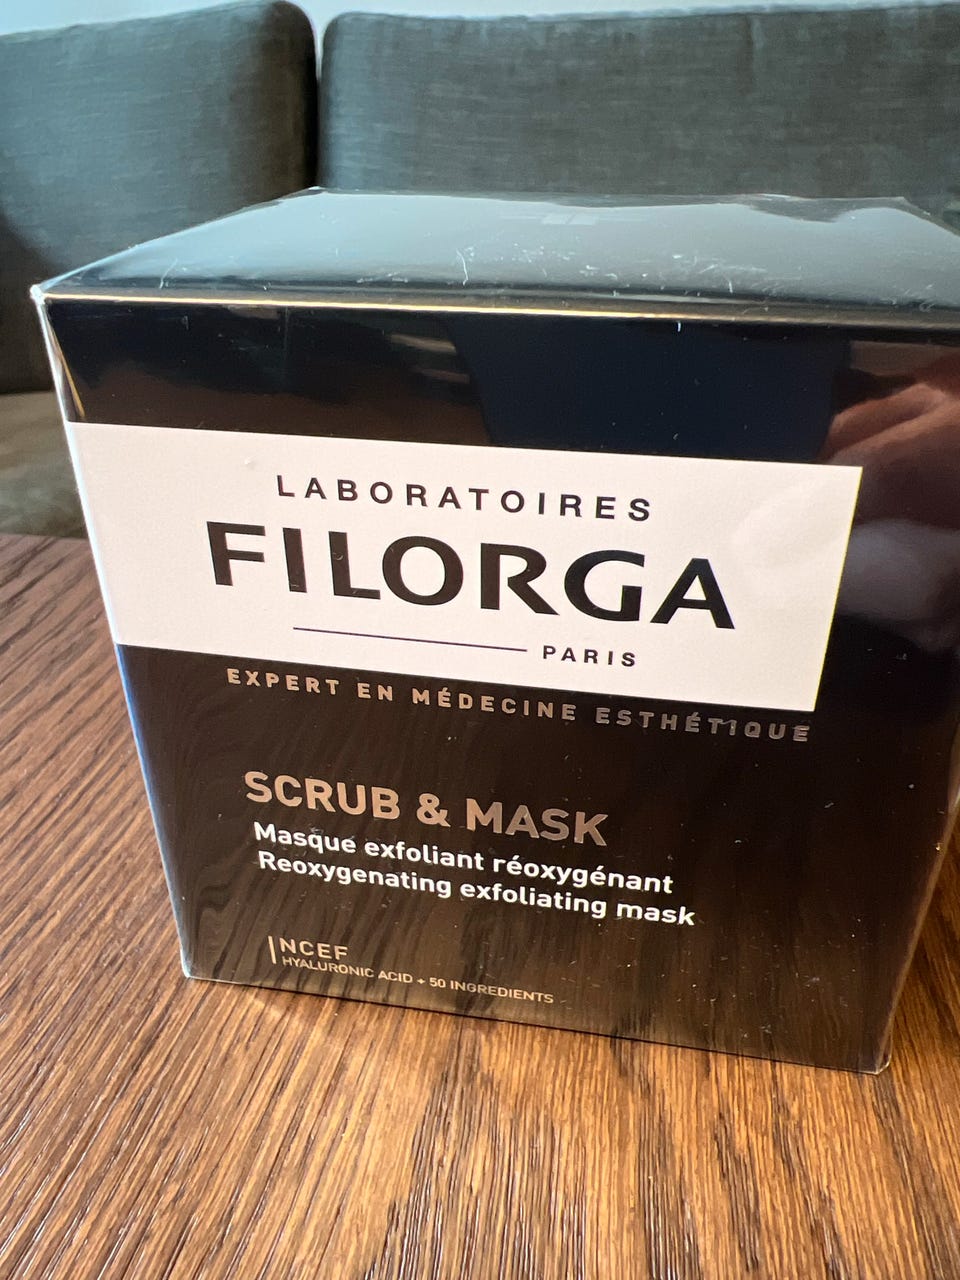 LABORATOIRES
FILORGA
PARIS
EXPERT EN MÉDECINE ESTHÉTIQUE
SCRUB & MASK
Masque exfoliant réoxygénant
Reoxygenating exfoliating mask
NCEF
HYALURONIC ACID + 50 INGREDIENTS